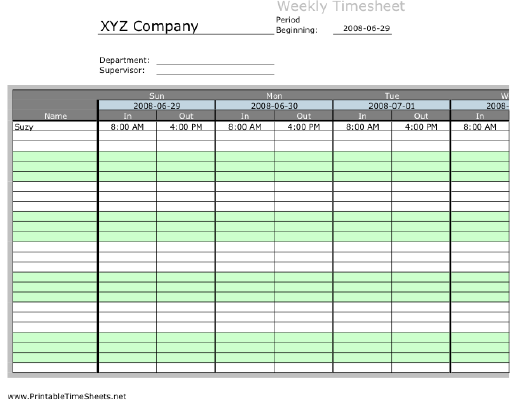 Weekly Timesheet
XYZ Company
Period
Beginning: 2008-06-29
Department:
Supervisor:
Sun Mon Tue W
2008-06-29 2008-06-30 2008-07-01 2008-
Name In Out In Out In Out In
Suzy 8:00 AM 4:00 PM 8:00 AM 4:00 PM 8:00 AM 4:00 PM 8:00 AM
www.PrintableTimeSheets.net